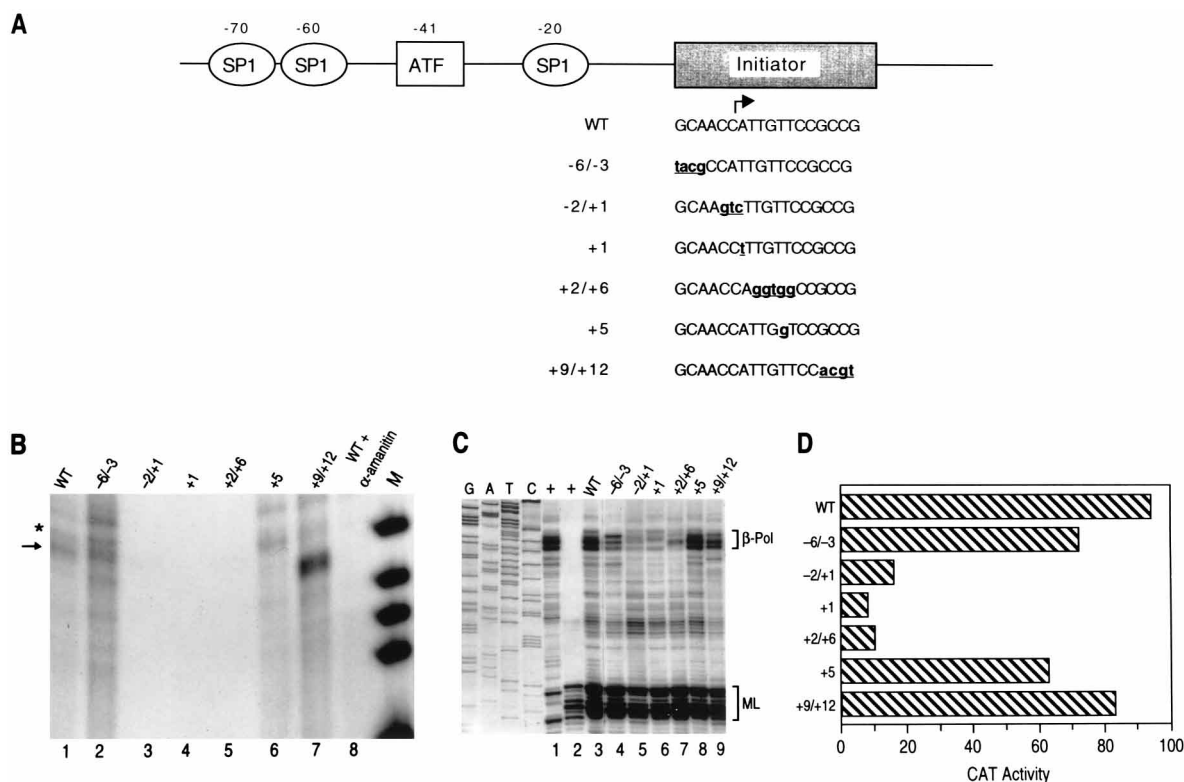 A
-70
-60
-41
-20
SP1
SP1
ATF
SP1
Initiator
WT GCAACCATTGTTCCGCCG
-6/-3 tacgCCATTGTTCCGCCG
-2/+1 GCAAgtcTTGTTCCGCCG
+1 GCAACCtTTGTTCCGCCG
+2/+6 GCAACCAggtggCCGCCG
+5 GCAACCATTGgTCCGCCG
+9/+12 GCAACCATTGTTCCacgt
B
WT
-6/-3
-2/+1
+1
+2/+6
+5
+9/+12
WT +
α-amanitin
M
*
1 2 3 4 5 6 7 8
C
G A T C + + WT -6/-3 -2/+1 +1 +2/+6 +5 +9/+12
β-Pol
ML
1 2 3 4 5 6 7 8 9
D
WT
-6/-3
-2/+1
+1
+2/+6
+5
+9/+12
0 20 40 60 80 100
CAT Activity